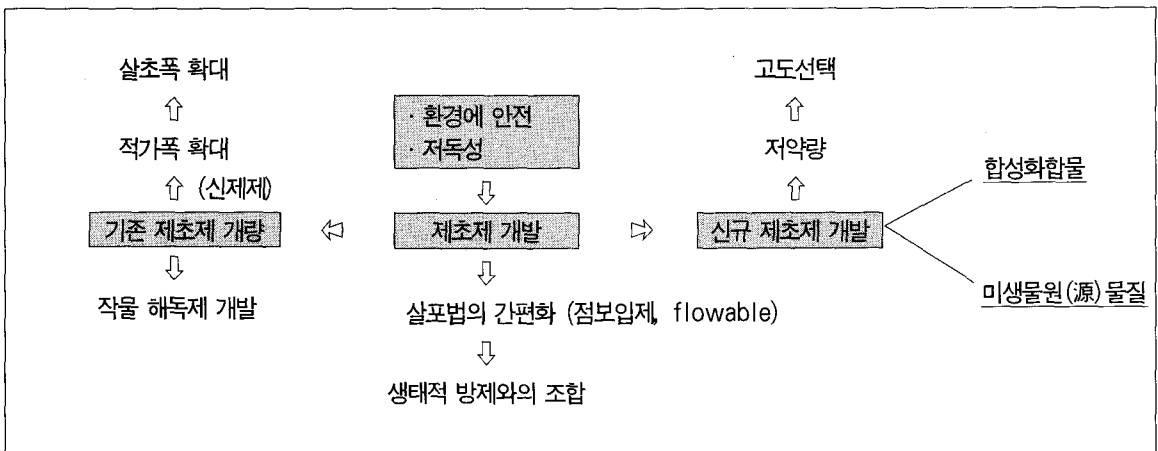 살초폭 확대
적가폭 확대
(신제제)
기존 제초제 개량
작물 해독제 개발
· 환경에 안전
· 저독성
제초제 개발
살포법의 간편화 (점보입제, flowable)
생태적 방제와의 조합
고도선택
저약량
신규 제초제 개발
합성화합물
미생물원(源)물질